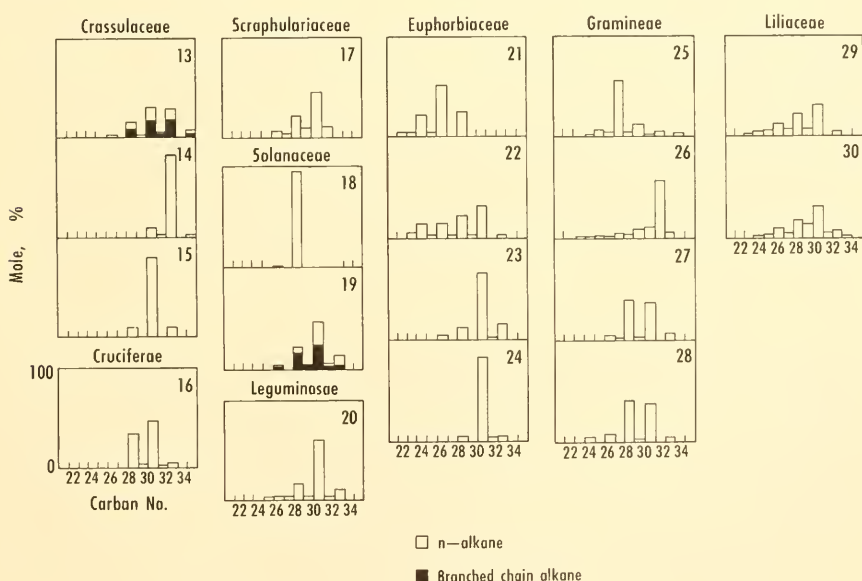 Crassulaceae
13
14
15
Cruciferae
100
16
0
22 24 26 28 30 32 34
Carbon No.
Mole, %
Scraphulariaceae
17
Solanaceae
18
19
Leguminosae
20
22 24 26 28 30 32 34
Euphorbiaceae
21
22
23
24
22 24 26 28 30 32 34
Gramineae
25
26
27
28
22 24 26 28 30 32 34
Liliaceae
29
30
22 24 26 28 30 32 34
n—alkane
Branched chain alkane